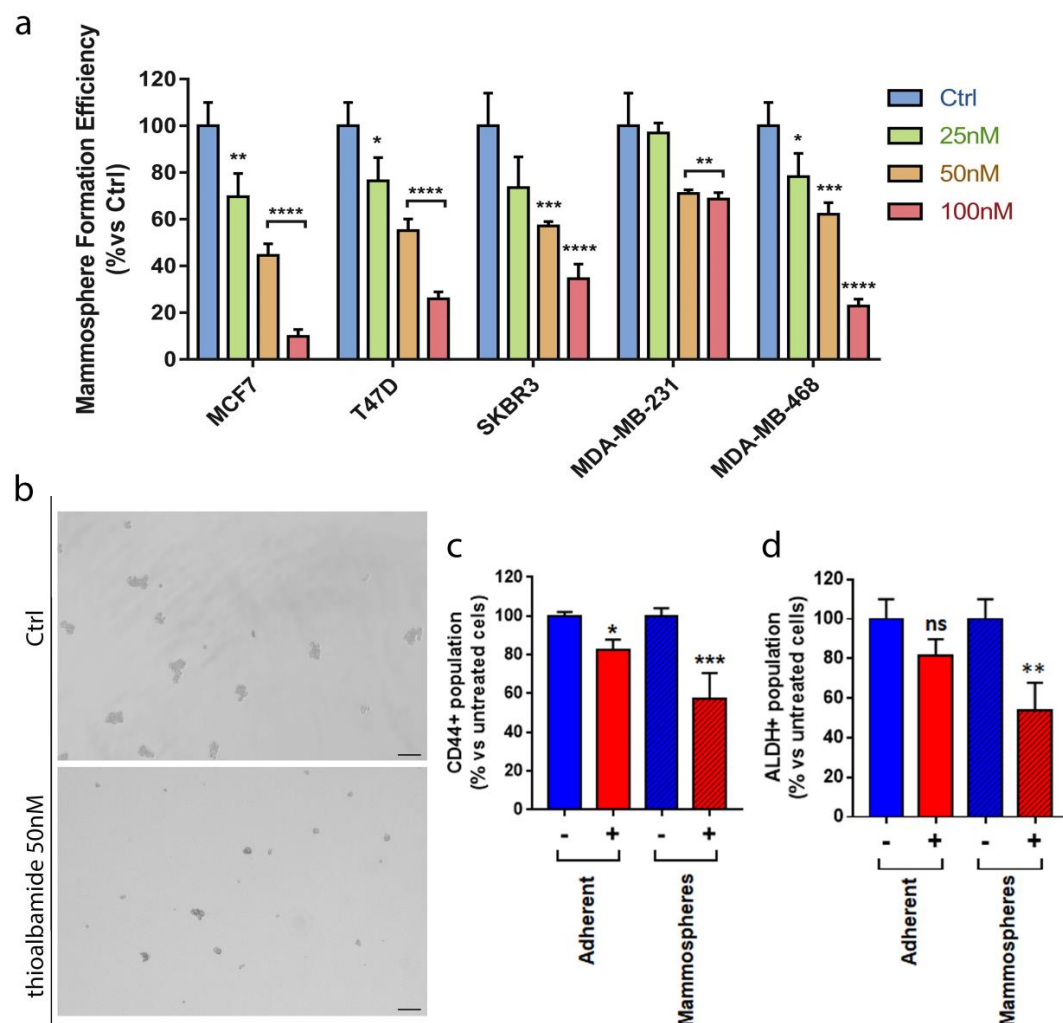 a
Mammosphere Formation Efficiency
(%vs Ctrl)
120
100
80
60
40
20
0
**
****
*
****
***
****
**
*
***
****
MCF7
T47D
SKBR3
MDA-MB-231
MDA-MB-468
Ctrl
25nM
50nM
100nM
b
Ctrl
thioalbamide 50nM
c
CD44+ population
(% vs untreated cels)
120
100
80
60
40
20
0
*
***
-
+
-
+
Adherent
Mammospheres
d
ALDH+ population
(% vs untreated cells)
120
100
80
60
40
20
0
ns
**
-
+
-
+
Adherent
Mammospheres